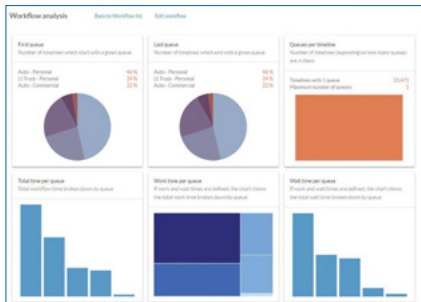 Workflow analysis
Back to Workflow list
Edit workflow
First queue
Number of timelines which start with a given queue
Auto - Personal 46 %
Lt Truck - Personal 24 %
Auto - Commercial 22 %
Last queue
Number of timelines which end with a given queue
Auto - Personal 46 %
Lt Truck - Personal 24 %
Auto - Commercial 22 %
Queues per timeline
Number of timelines depending on how many queues
are in them
Timelines with 1 queue
Maximum number of queues 1
Total time per queue
Total workflow time broken down by queue
Work time per queue
If work and wait times are defined, the chart shows
the total work time broken down by queue
Wait time per queue
If work and wait times are defined, the chart shows
the total wait time broken down by queue